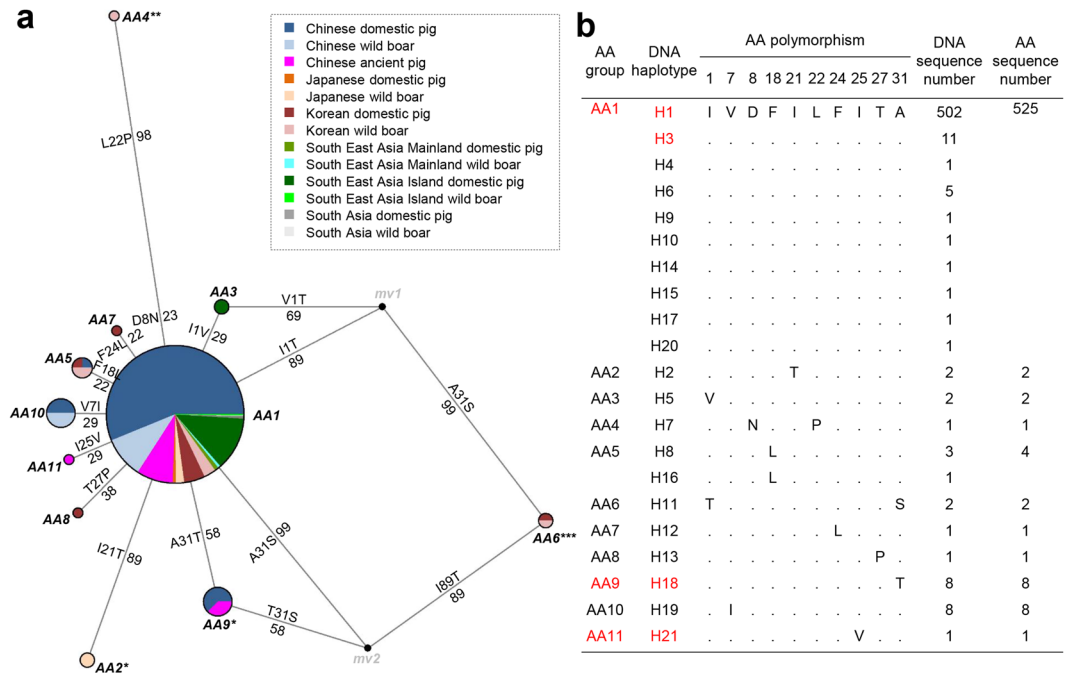 a
AA4**
Chinese domestic pig
Chinese wild boar
Chinese ancient pig
Japanese domestic pig
Japanese wild boar
Korean domestic pig
Korean wild boar
South East Asia Mainland domestic pig
South East Asia Mainland wild boar
South East Asia Island domestic pig
South East Asia Island wild boar
South Asia domestic pig
South Asia wild boar
L22P 98
D8N 23
AA3
V1T
69
mv1
I1V 29
I1T
89
AA7
F24L 22
AA5
F18L
22
AA10
V7I
29
AA1
A31S
99
I25V
29
AA11
T27P
38
AA8
I21T 89
A31T 58
A31S 99
AA6***
I89T
89
AA9*
T31S
58
mv2
AA2*
b
AA group DNA haplotype AA polymorphism DNA sequence number AA sequence number
1 7 8 18 21 22 24 25 27 31
AA1 H1 I V D F I L F I T A 502 525
H3 . . . . . . . . . . 11
H4 . . . . . . . . . . 1
H6 . . . . . . . . . . 5
H9 . . . . . . . . . . 1
H10 . . . . . . . . . . 1
H14 . . . . . . . . . . 1
H15 . . . . . . . . . . 1
H17 . . . . . . . . . . 1
H20 . . . . . . . . . . 1
AA2 H2 . . . . T . . . . . 2 2
AA3 H5 V . . . . . . . . . 2 2
AA4 H7 . . N . . P . . . . 1 1
AA5 H8 . . . L . . . . . . 3 4
H16 . . . L . . . . . . 1
AA6 H11 T . . . . . . . . S 2 2
AA7 H12 . . . . . . L . . . 1 1
AA8 H13 . . . . . . . . P . 1 1
AA9 H18 . . . . . . . . . T 8 8
AA10 H19 . I . . . . . . . . 8 8
AA11 H21 . . . . . . . V . . 1 1